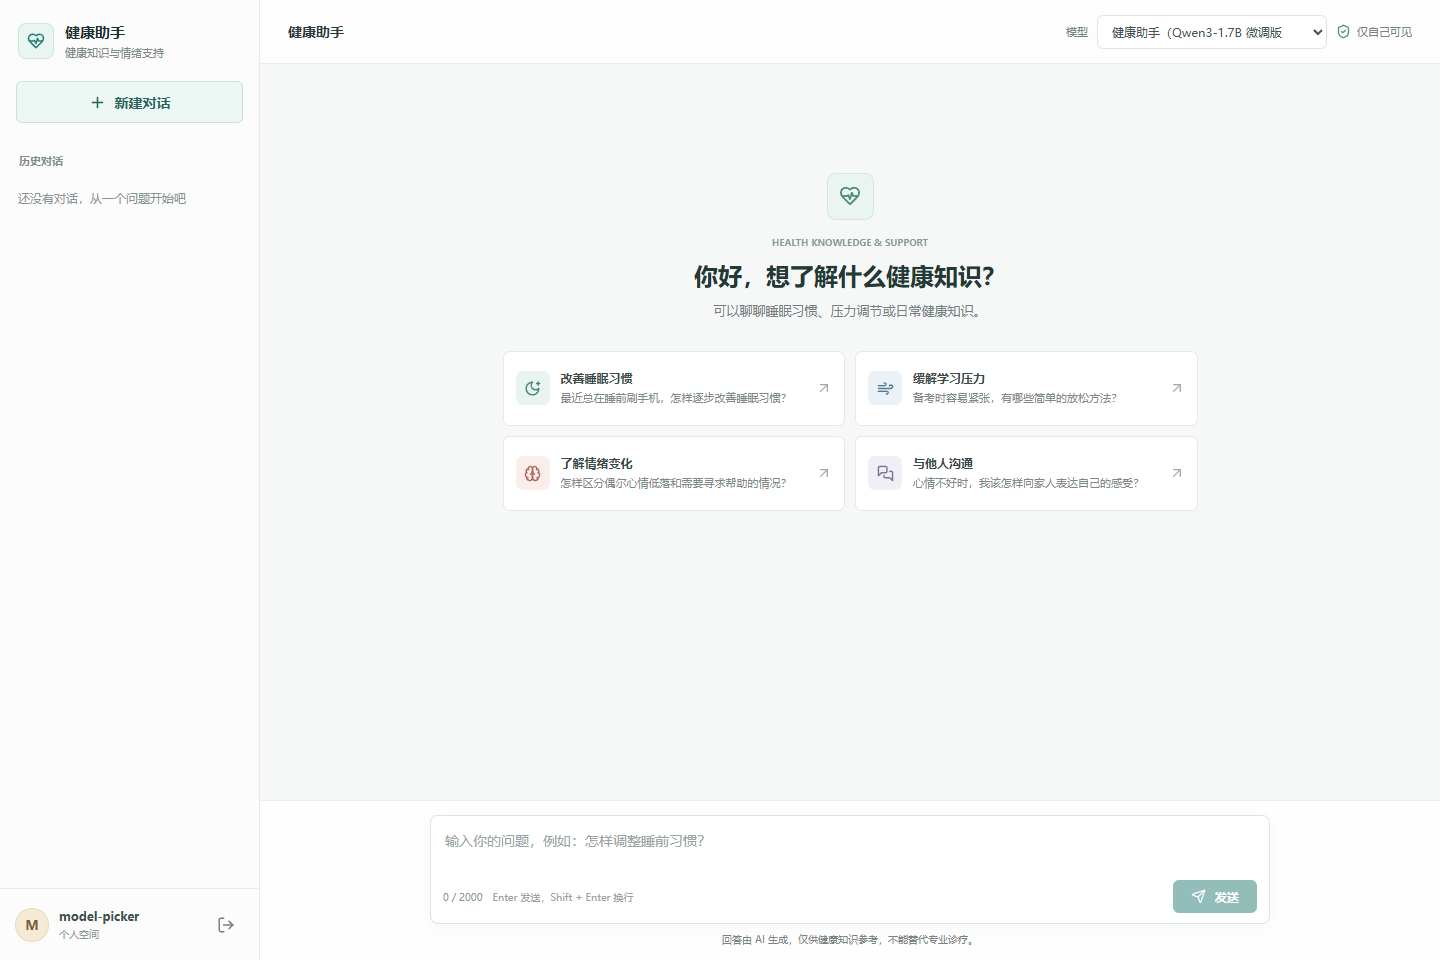 健康助手
健康知识与情绪支持
新建对话
历史对话
还没有对话，从一个问题开始吧
M
model-picker
个人空间
健康助手
模型
健康助手（Qwen3-1.7B 微调版
仅自己可见
HEALTH KNOWLEDGE & SUPPORT
你好，想了解什么健康知识？
可以聊聊睡眠习惯、压力调节或日常健康知识。
改善睡眠习惯
最近总在睡前刷手机，怎样逐步改善睡眠习惯？
缓解学习压力
备考时容易紧张，有哪些简单的放松方法？
了解情绪变化
怎样区分偶尔心情低落和需要寻求帮助的情况？
与他人沟通
心情不好时，我该怎样向家人表达自己的感受？
输入你的问题，例如：怎样调整睡前习惯？
0 / 2000 Enter 发送，Shift + Enter 换行
发送
回答由 AI 生成，仅供健康知识参考，不能替代专业诊疗。